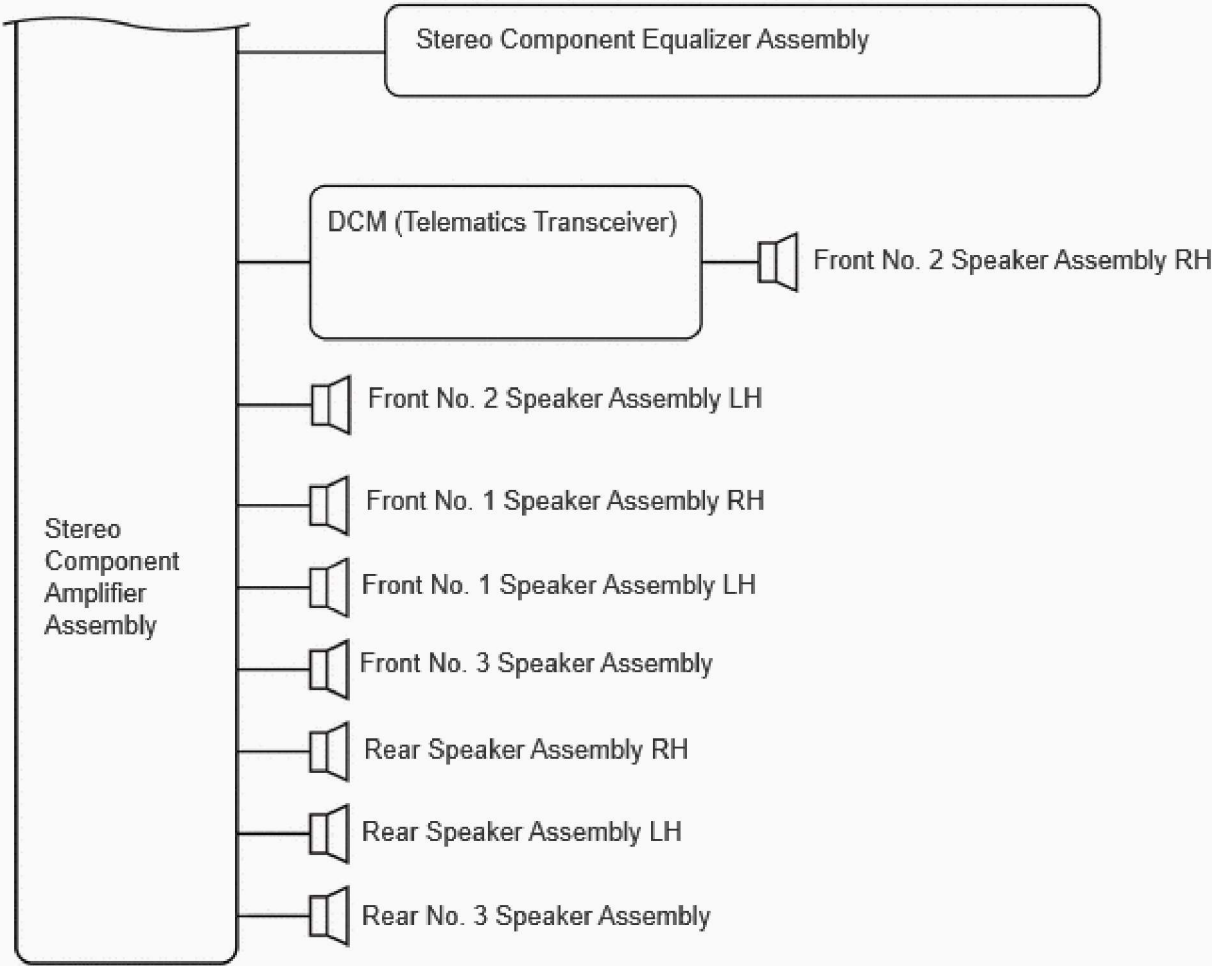 Stereo Component Equalizer Assembly
DCM (Telematics Transceiver)
Front No. 2 Speaker Assembly RH
Front No. 2 Speaker Assembly LH
Front No. 1 Speaker Assembly RH
Stereo
Component
Amplifier
Assembly
Front No. 1 Speaker Assembly LH
Front No. 3 Speaker Assembly
Rear Speaker Assembly RH
Rear Speaker Assembly LH
Rear No. 3 Speaker Assembly